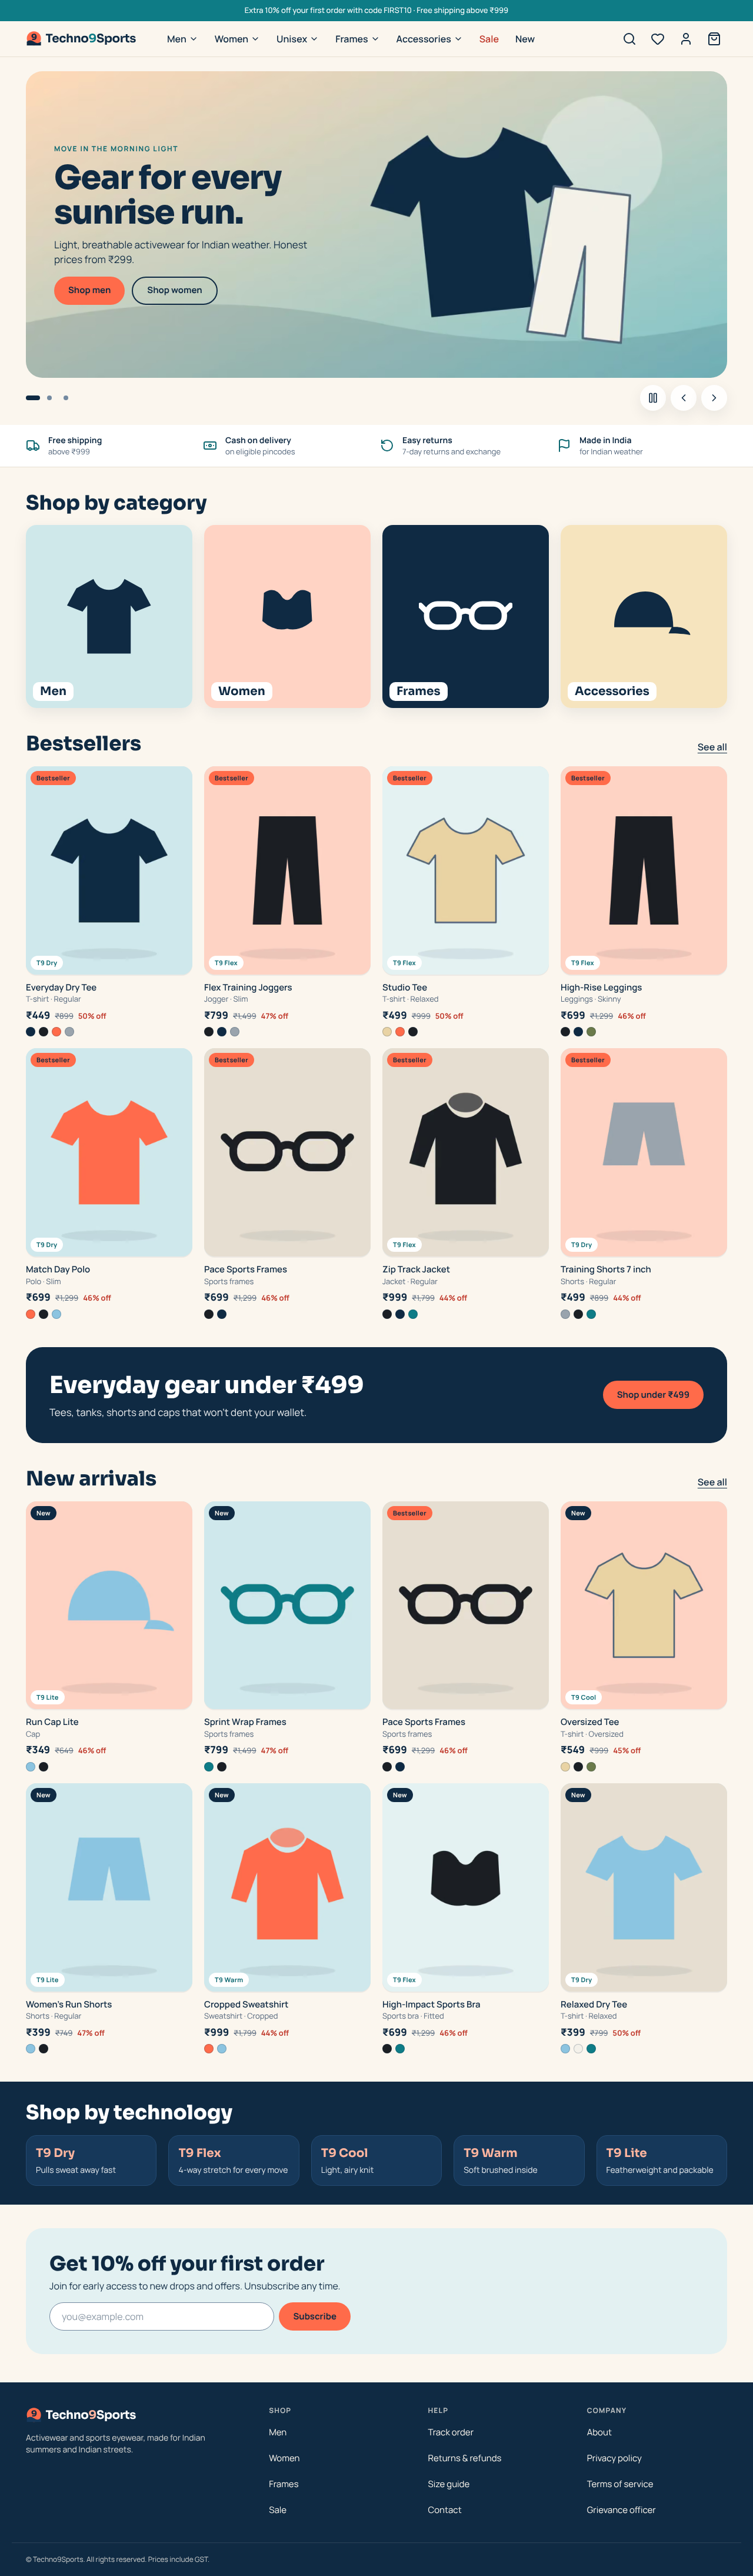 Extra 10% off your first order with code FIRST10 · Free shipping above ₹999
9 Techno9Sports
Men
Women
Unisex
Frames
Accessories
Sale
New
MOVE IN THE MORNING LIGHT
Gear for every
sunrise run.
Light, breathable activewear for Indian weather. Honest
prices from ₹299.
Shop men
Shop women
Free shipping
above ₹999
Cash on delivery
on eligible pincodes
Easy returns
7-day returns and exchange
Made in India
for Indian weather
Shop by category
Men
Women
Frames
Accessories
Bestsellers
See all
Bestseller
T9 Dry
Everyday Dry Tee
T-shirt · Regular
₹449 ₹899 50% off
Bestseller
T9 Flex
Flex Training Joggers
Jogger · Slim
₹799 ₹1,499 47% off
Bestseller
T9 Flex
Studio Tee
T-shirt · Relaxed
₹499 ₹999 50% off
Bestseller
T9 Flex
High-Rise Leggings
Leggings · Skinny
₹699 ₹1,299 46% off
Bestseller
T9 Dry
Match Day Polo
Polo · Slim
₹699 ₹1,299 46% off
Bestseller
Pace Sports Frames
Sports frames
₹699 ₹1,299 46% off
Bestseller
T9 Flex
Zip Track Jacket
Jacket · Regular
₹999 ₹1,799 44% off
Bestseller
T9 Dry
Training Shorts 7 inch
Shorts · Regular
₹499 ₹899 44% off
Everyday gear under ₹499
Tees, tanks, shorts and caps that won't dent your wallet.
Shop under ₹499
New arrivals
See all
New
T9 Lite
Run Cap Lite
Cap
₹349 ₹649 46% off
New
Sprint Wrap Frames
Sports frames
₹799 ₹1,499 47% off
Bestseller
Pace Sports Frames
Sports frames
₹699 ₹1,299 46% off
New
T9 Cool
Oversized Tee
T-shirt · Oversized
₹549 ₹999 45% off
New
T9 Lite
Women's Run Shorts
Shorts · Regular
₹399 ₹749 47% off
New
T9 Warm
Cropped Sweatshirt
Sweatshirt · Cropped
₹999 ₹1,799 44% off
New
T9 Flex
High-Impact Sports Bra
Sports bra · Fitted
₹699 ₹1,299 46% off
New
T9 Dry
Relaxed Dry Tee
T-shirt · Relaxed
₹399 ₹799 50% off
Shop by technology
T9 Dry
Pulls sweat away fast
T9 Flex
4-way stretch for every move
T9 Cool
Light, airy knit
T9 Warm
Soft brushed inside
T9 Lite
Featherweight and packable
Get 10% off your first order
Join for early access to new drops and offers. Unsubscribe any time.
you@example.com
Subscribe
9 Techno9Sports
Activewear and sports eyewear, made for Indian
summers and Indian streets.
SHOP
Men
Women
Frames
Sale
HELP
Track order
Returns & refunds
Size guide
Contact
COMPANY
About
Privacy policy
Terms of service
Grievance officer
© Techno9Sports. All rights reserved. Prices include GST.